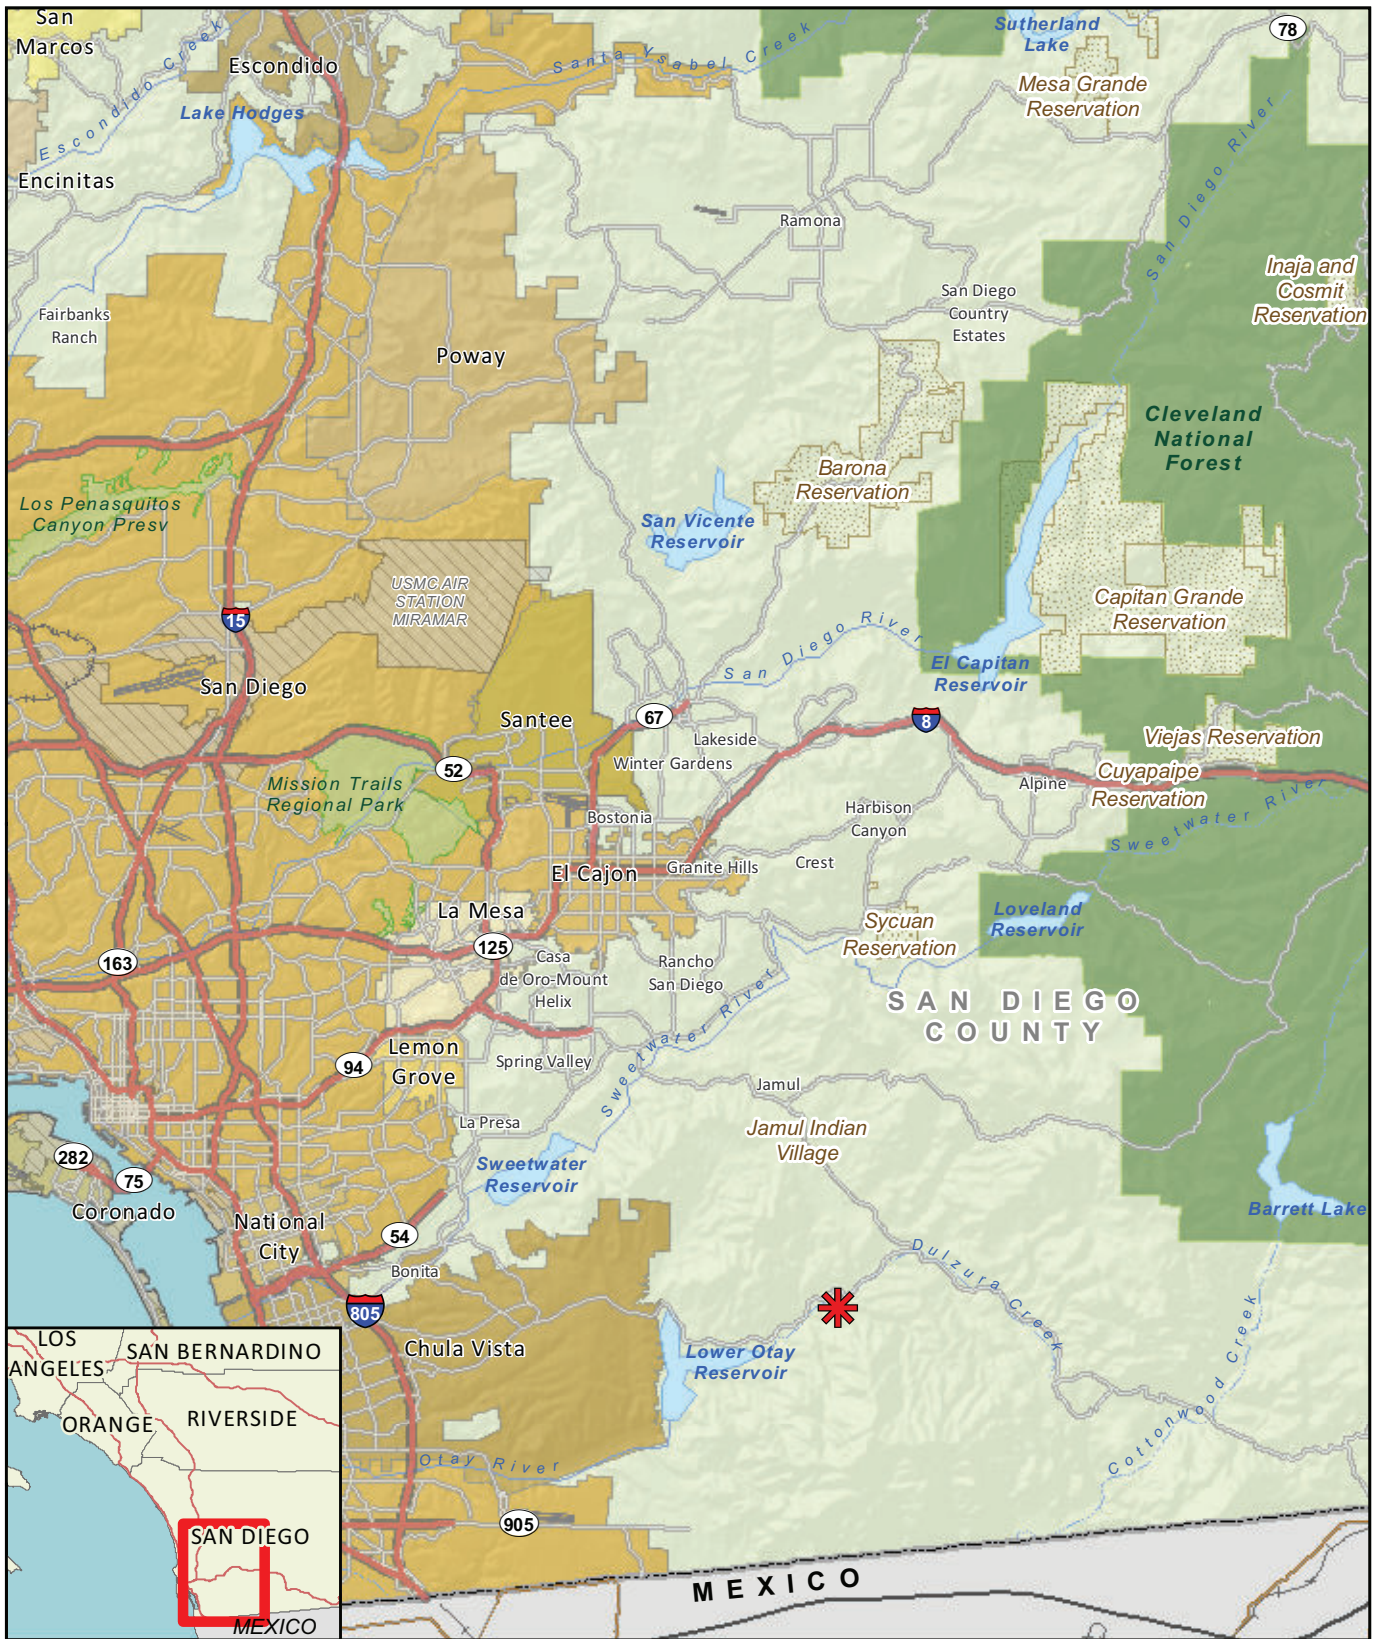 San
Marcos
Escondido Creek
Escondido
Lake Hodges
Encinitas
Santa Ysabel Creek
Sutherland
Lake
78
Mesa Grande
Reservation
San Diego River
Ramona
Inaja and
Cosmit
Reservation
San Diego
Country
Estates
Fairbanks
Ranch
Poway
Cleveland
National
Forest
Barona
Reservation
Los Penasquitos
Canyon Presv
San Vicente
Reservoir
USMC AIR
STATION
MIRAMAR
15
Capitan Grande
Reservation
San Diego River
El Capitan
Reservoir
San Diego
Santee
67
8
Lakeside
Winter Gardens
Viejas Reservation
52
Mission Trails
Regional Park
Cuyapaipe
Reservation
Alpine
Sweetwater River
Harbison
Canyon
Bostonia
El Cajon
Granite Hills
Crest
La Mesa
Sycuan
Reservation
Loveland
Reservoir
125
163
Casa
de Oro-Mount
Helix
Rancho
San Diego
SAN DIEGO
COUNTY
Sweetwater River
Lemon
Grove
94
Spring Valley
Jamul
La Presa
Jamul Indian
Village
282
75
Coronado
Sweetwater
Reservoir
National
City
54
Barrett Lake
Bonita
Dulzura Creek
805
Chula Vista
Lower Otay
Reservoir
Cottonwood Creek
Otay River
905
MEXICO
LOS
ANGELES
SAN BERNARDINO
ORANGE
RIVERSIDE
SAN DIEGO
MEXICO